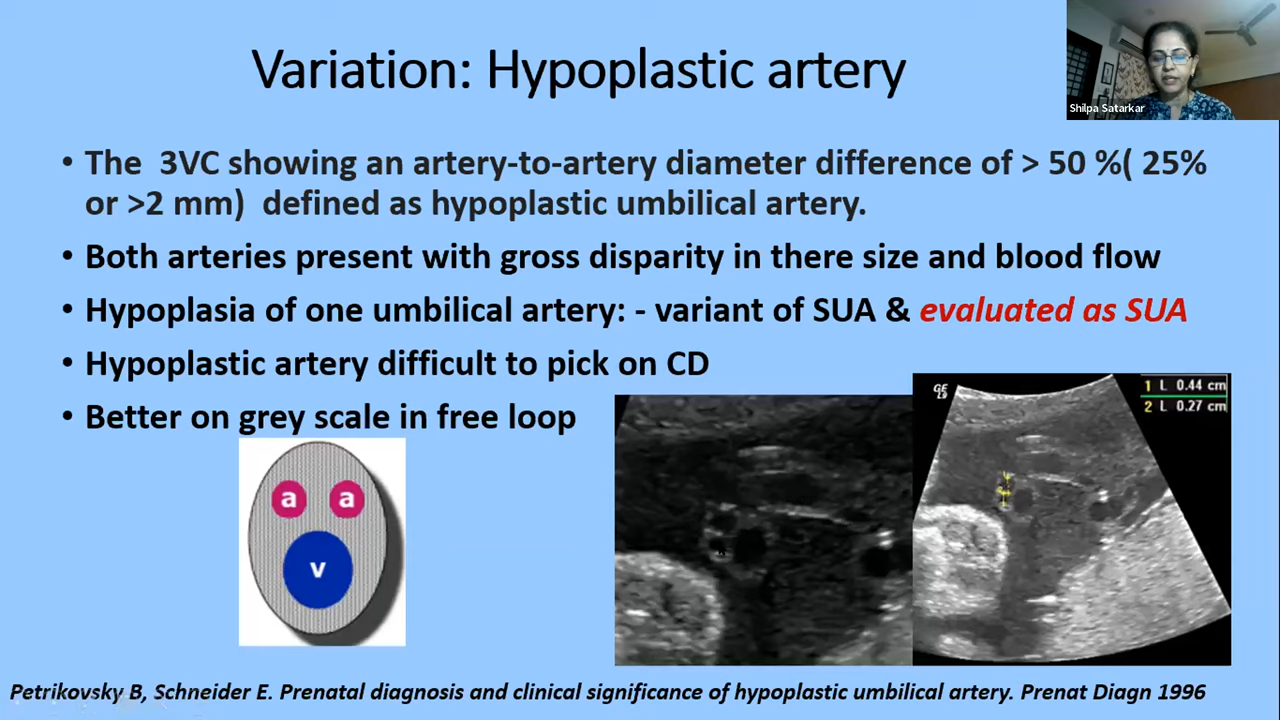 Variation: Hypoplastic artery
Shilpa Satarkar
• The 3VC showing an artery-to-artery diameter difference of > 50 %( 25%
or >2 mm) defined as hypoplastic umbilical artery.
• Both arteries present with gross disparity in there size and blood flow
• Hypoplasia of one umbilical artery: - variant of SUA & evaluated as SUA
• Hypoplastic artery difficult to pick on CD
• Better on grey scale in free loop
a a
v
GE
L9
1 L 0.44 cm
2 L 0.27 cm
Petrikovsky B, Schneider E. Prenatal diagnosis and clinical significance of hypoplastic umbilical artery. Prenat Diagn 1996